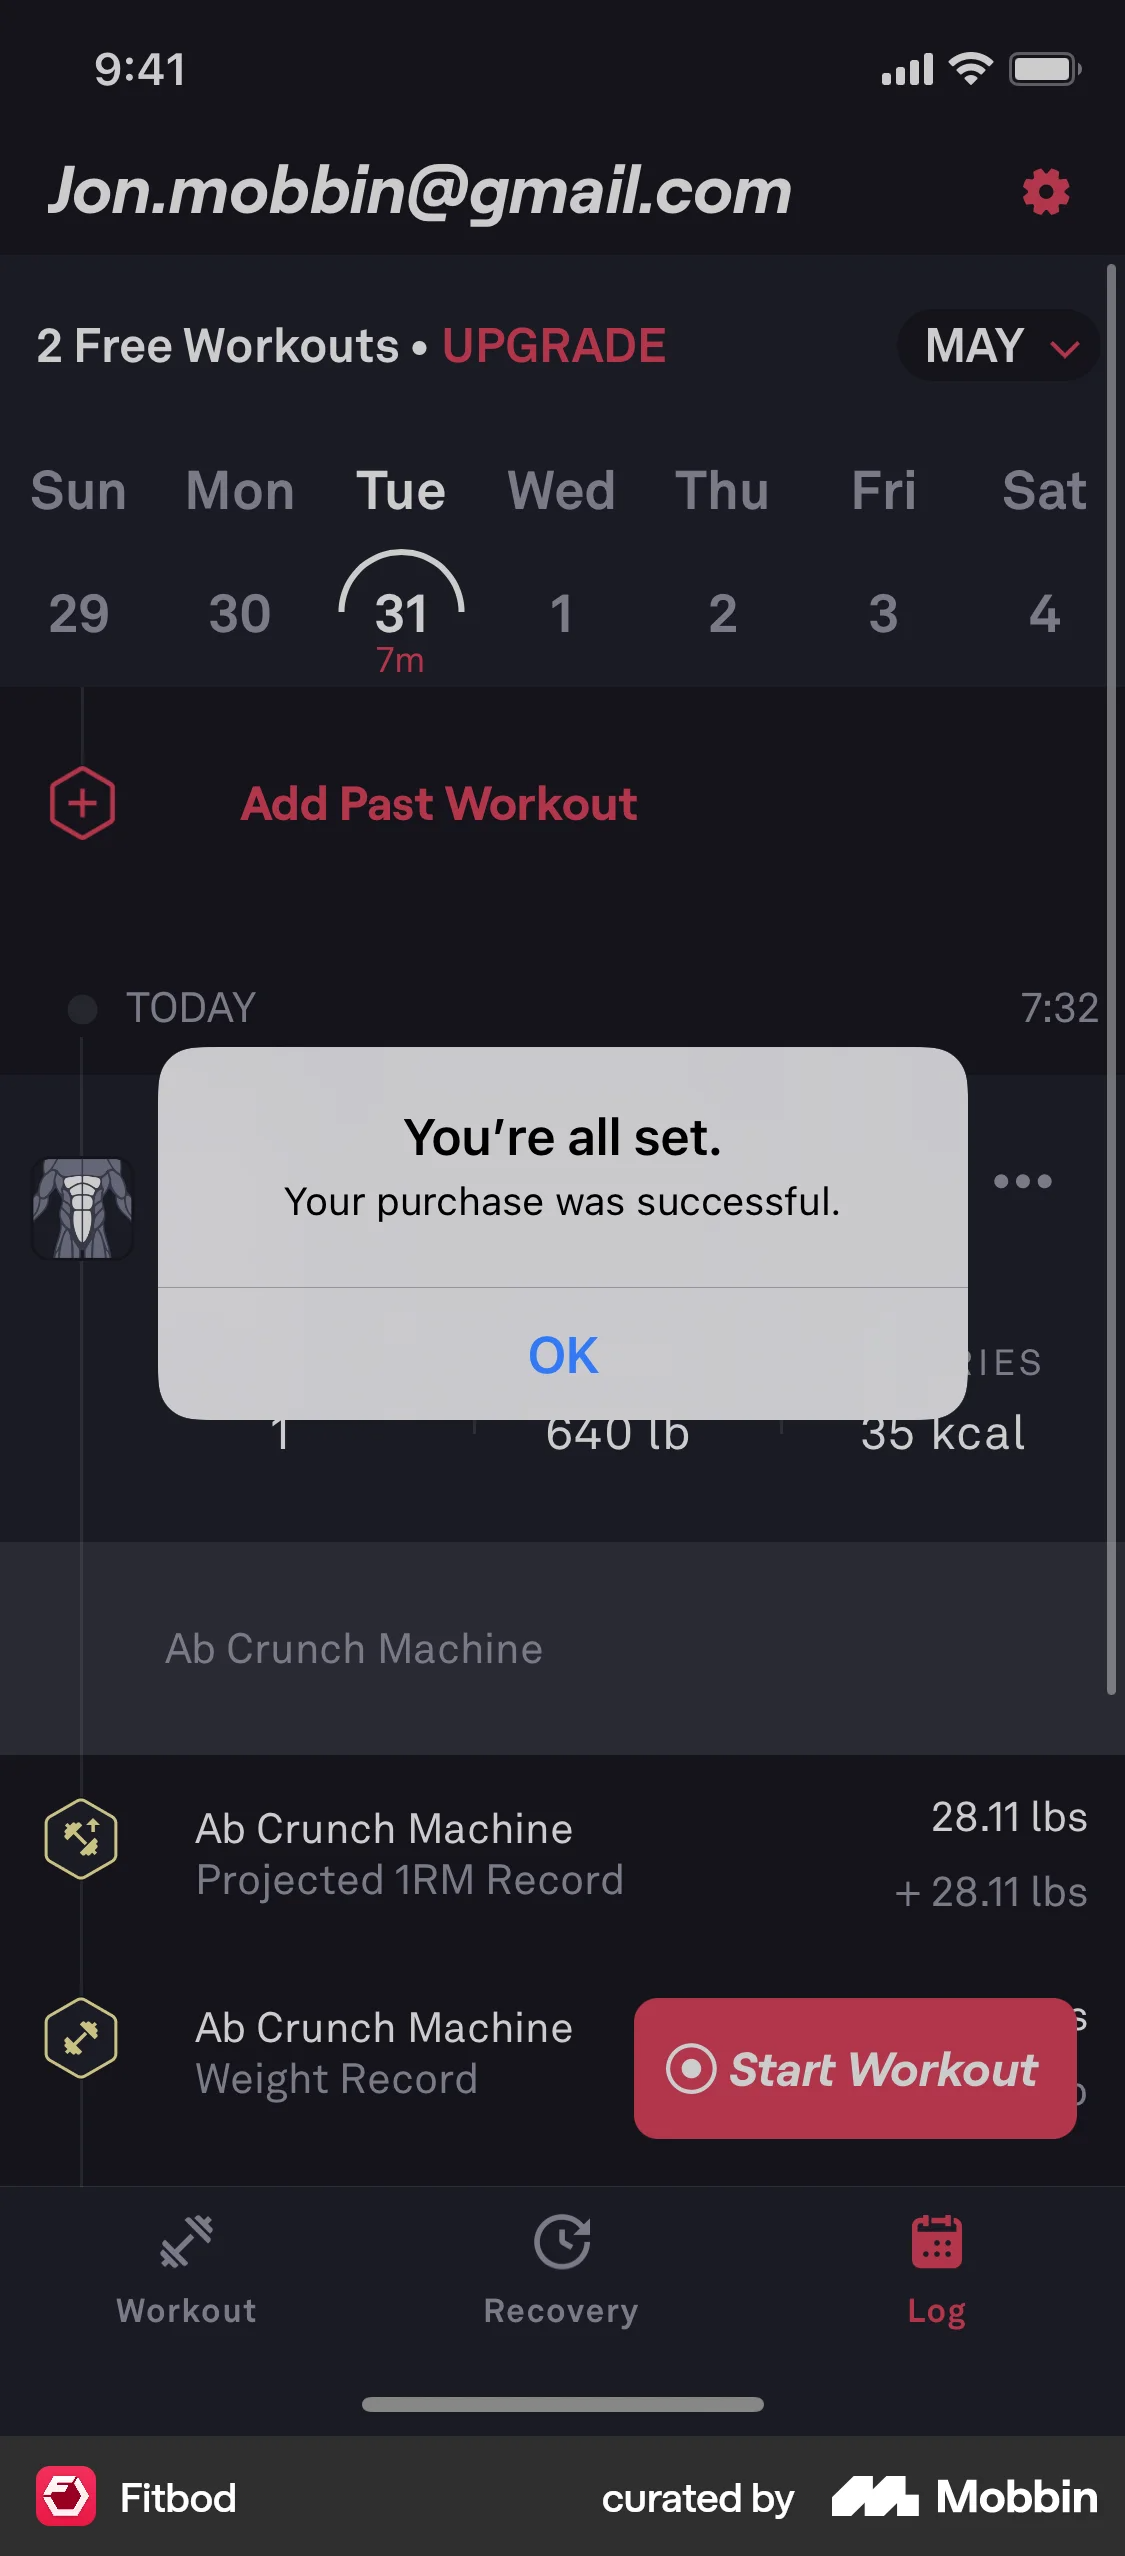 9:41
Jon.mobbin@gmail.com
2 Free Workouts • UPGRADE
MAY
Sun Mon Tue Wed Thu Fri Sat
29 30 31 1 2 3 4
7m
Add Past Workout
TODAY 7:32
You're all set.
Your purchase was successful.
OK
1 640 lb 35 kcal
Ab Crunch Machine
Ab Crunch Machine 28.11 lbs
Projected 1RM Record + 28.11 lbs
Ab Crunch Machine
Weight Record
Start Workout
Workout Recovery Log
Fitbod curated by Mobbin